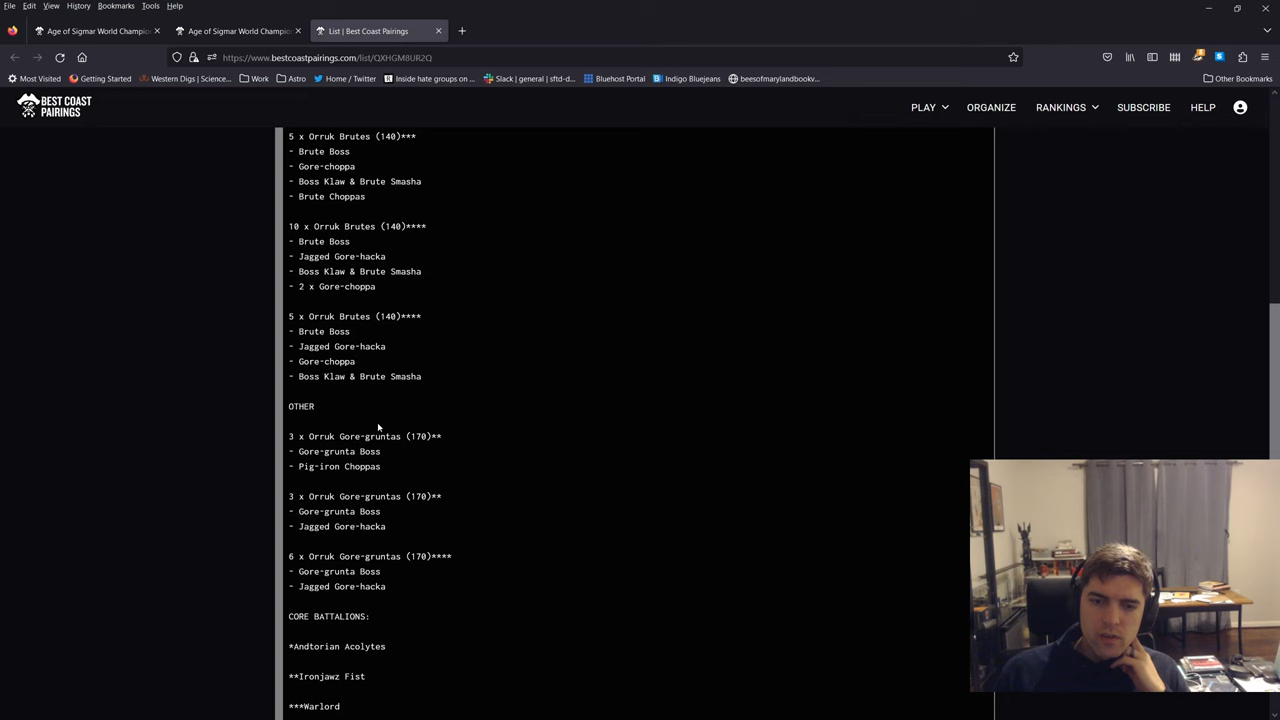 File Edit View History Bookmarks Tools Help
Age of Sigmar World Champion
Age of Sigmar World Champion
List | Best Coast Pairings
https://www.bestcoastpairings.com/list/QXHGM8UR2Q
Most Visited
Getting Started
Western Digs | Science...
Work
Astro
Home / Twitter
Inside hate groups on ...
Slack | general | sftd-d...
Bluehost Portal
Indigo Bluejeans
beesofmarylandbookv...
Other Bookmarks
BEST COAST
PAIRINGS
PLAY ORGANIZE RANKINGS SUBSCRIBE HELP
5 x Orruk Brutes (140)***
- Brute Boss
- Gore-choppa
- Boss Klaw & Brute Smasha
- Brute Choppas
10 x Orruk Brutes (140)****
- Brute Boss
- Jagged Gore-hacka
- Boss Klaw & Brute Smasha
- 2 x Gore-choppa
5 x Orruk Brutes (140)****
- Brute Boss
- Jagged Gore-hacka
- Gore-choppa
- Boss Klaw & Brute Smasha
OTHER
3 x Orruk Gore-gruntas (170)**
- Gore-grunta Boss
- Pig-iron Choppas
3 x Orruk Gore-gruntas (170)**
- Gore-grunta Boss
- Jagged Gore-hacka
6 x Orruk Gore-gruntas (170)****
- Gore-grunta Boss
- Jagged Gore-hacka
CORE BATTALIONS:
*Andtorian Acolytes
**Ironjawz Fist
***Warlord